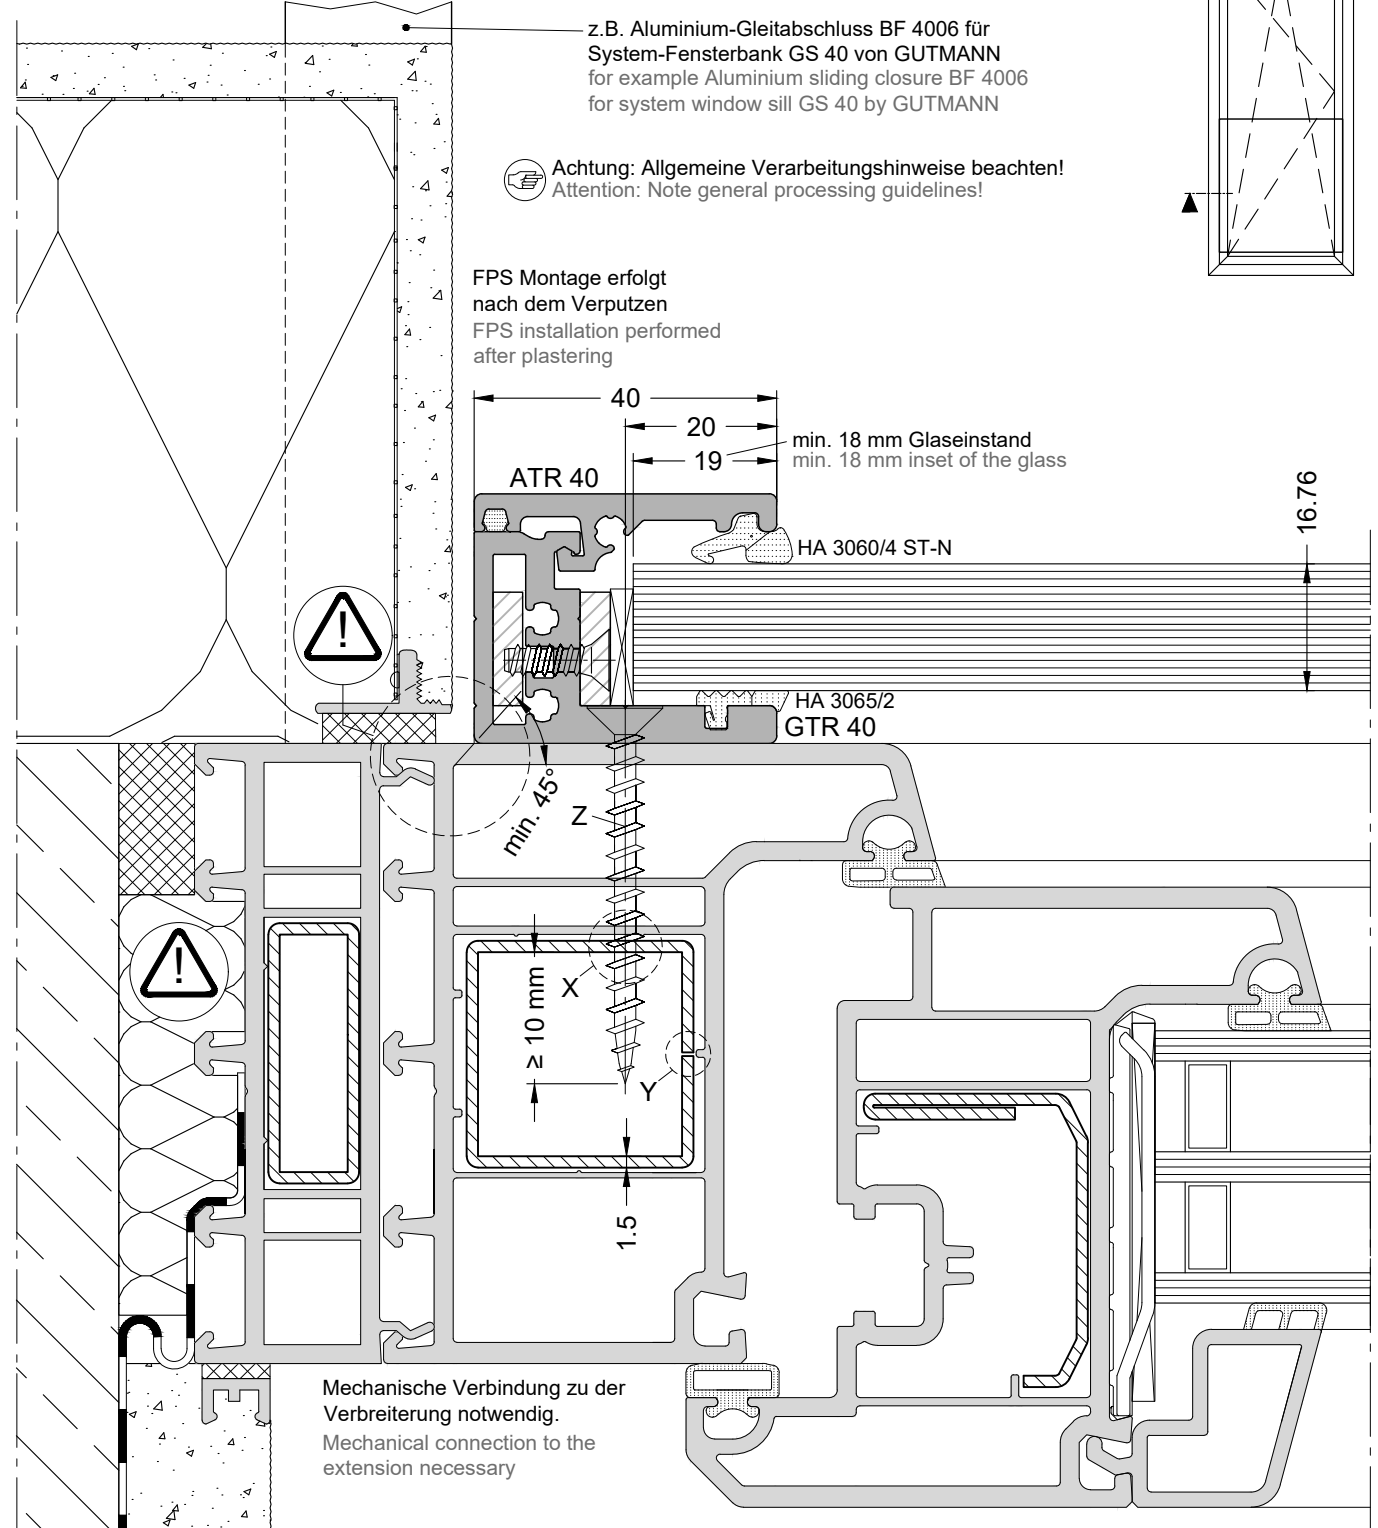 z.B. Aluminium-Gleitabschluss BF 4006 für
System-Fensterbank GS 40 von GUTMANN
for example Aluminium sliding closure BF 4006
for system window sill GS 40 by GUTMANN
Achtung: Allgemeine Verarbeitungshinweise beachten!
Attention: Note general processing guidelines!
FPS Montage erfolgt
nach dem Verputzen
FPS installation performed
after plastering
40
20
19
min. 18 mm Glaseinstand
min. 18 mm inset of the glass
ATR 40
16.76
HA 3060/4 ST-N
!
HA 3065/2
GTR 40
min. 45°
Z
!
X
≥ 10 mm
Y
1.5
Mechanische Verbindung zu der
Verbreiterung notwendig.
Mechanical connection to the
extension necessary